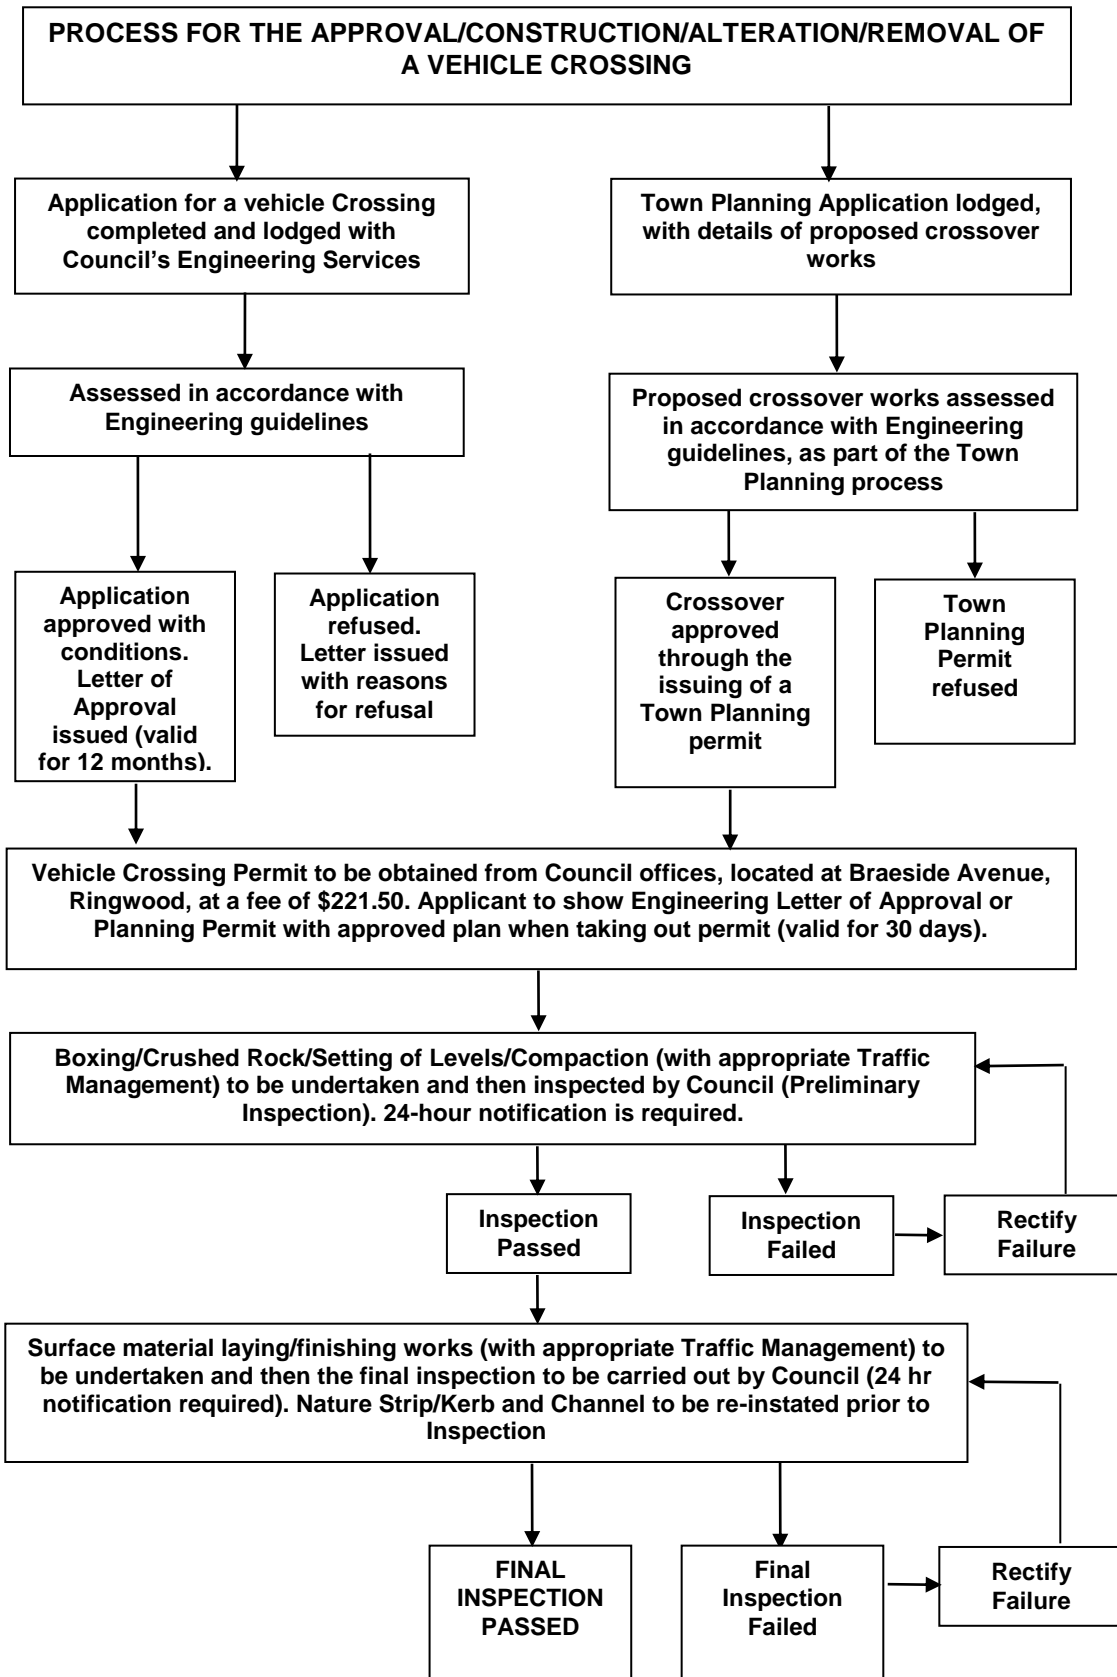 PROCESS FOR THE APPROVAL/CONSTRUCTION/ALTERATION/REMOVAL OF
A VEHICLE CROSSING
Application for a vehicle Crossing
completed and lodged with
Council's Engineering Services
Town Planning Application lodged,
with details of proposed crossover
works
Assessed in accordance with
Engineering guidelines
Proposed crossover works assessed
in accordance with Engineering
guidelines, as part of the Town
Planning process
Application
approved with
conditions.
Letter of
Approval
issued (valid
for 12 months).
Application
refused.
Letter issued
with reasons
for refusal
Crossover
approved
through the
issuing of a
Town Planning
permit
Town
Planning
Permit
refused
Vehicle Crossing Permit to be obtained from Council offices, located at Braeside Avenue,
Ringwood, at a fee of $221.50. Applicant to show Engineering Letter of Approval or
Planning Permit with approved plan when taking out permit (valid for 30 days).
Boxing/Crushed Rock/Setting of Levels/Compaction (with appropriate Traffic
Management) to be undertaken and then inspected by Council (Preliminary
Inspection). 24-hour notification is required.
Inspection
Passed
Inspection
Failed
Rectify
Failure
Surface material laying/finishing works (with appropriate Traffic Management) to
be undertaken and then the final inspection to be carried out by Council (24 hr
notification required). Nature Strip/Kerb and Channel to be re-instated prior to
Inspection
FINAL
INSPECTION
PASSED
Final
Inspection
Failed
Rectify
Failure